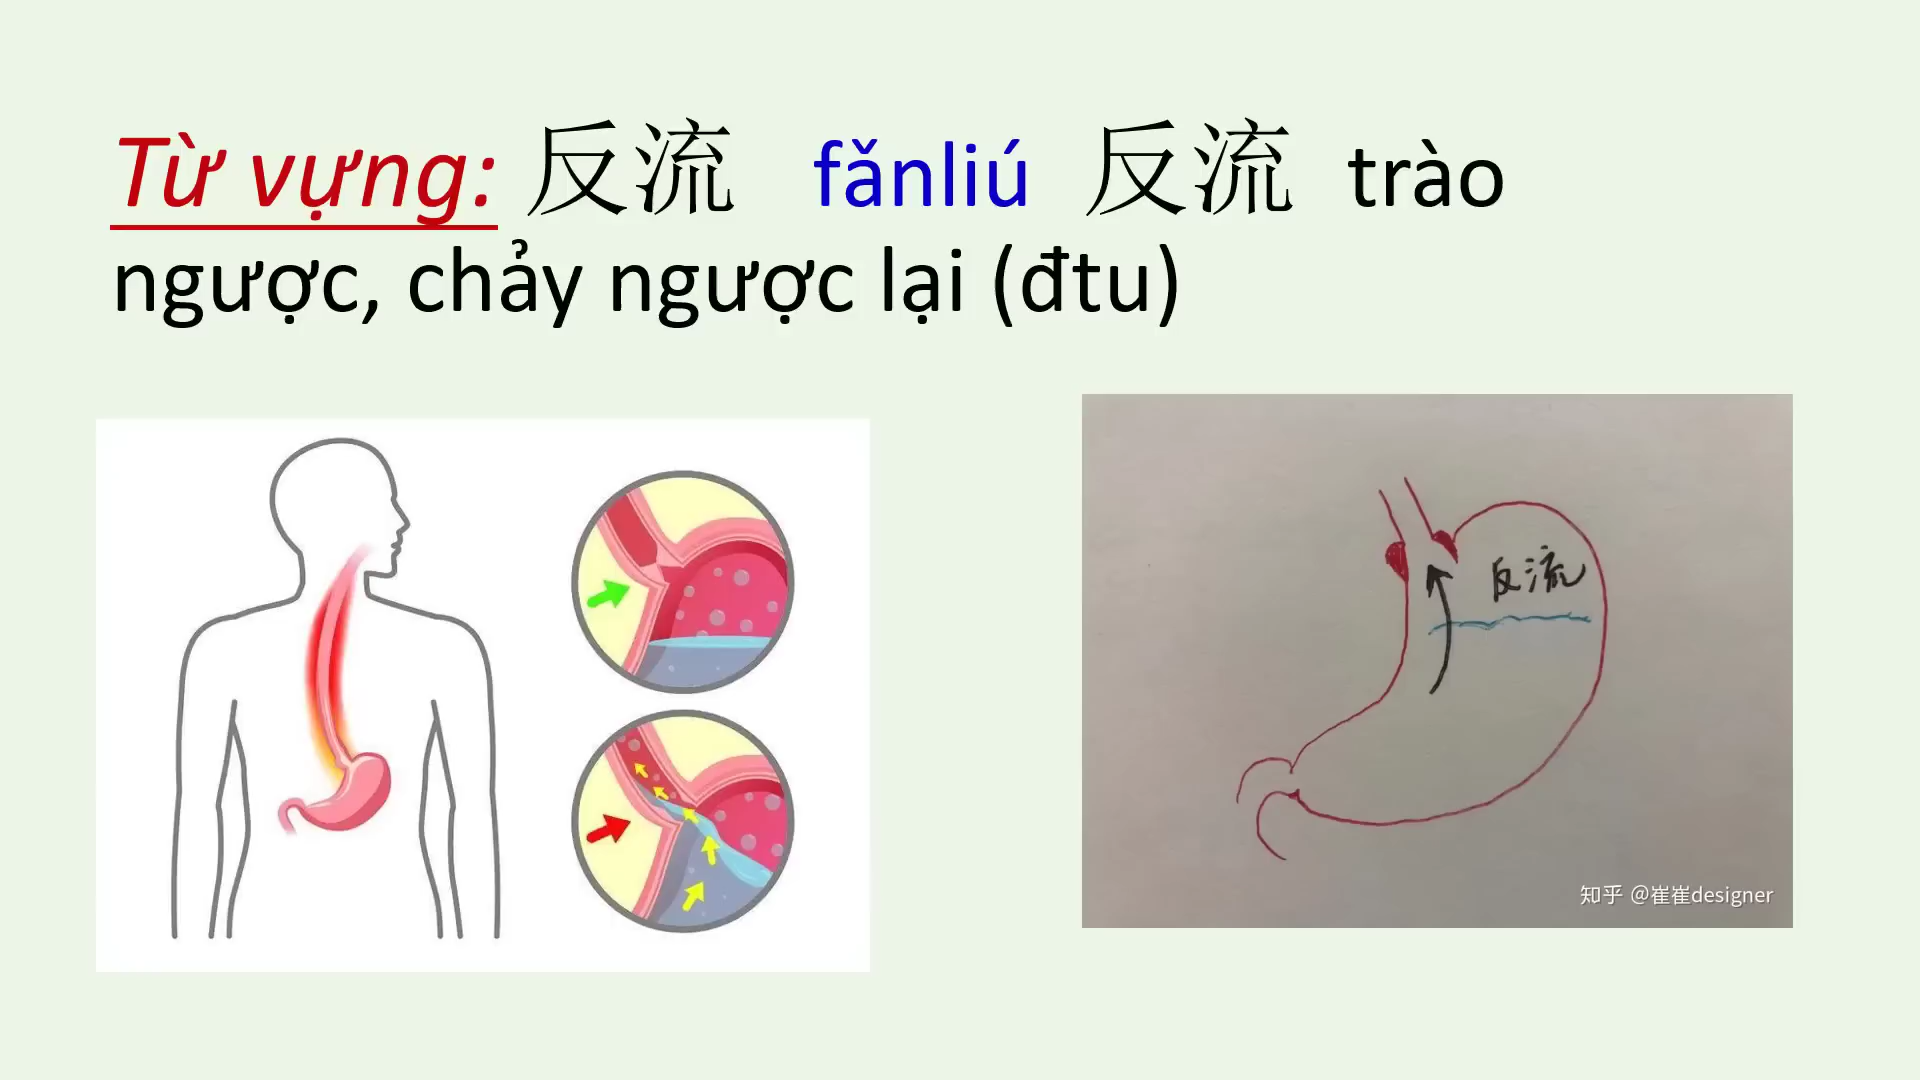 Từ vựng: 反流 fǎnliú 反流 trào
ngược, chảy ngược lại (đtu)
反流
知乎 @崔崔designer